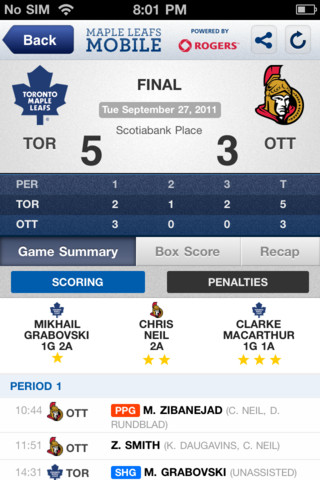 No SIM 8:01 PM
Back
MAPLE LEAFS
MOBILE
POWERED BY
ROGERS
TORONTO
MAPLE
LEAFS
FINAL
Tue September 27, 2011
Scotiabank Place
TOR 5 3 OTT
PER 1 2 3 T
TOR 2 1 2 5
OTT 3 0 0 3
Game Summary Box Score Recap
SCORING PENALTIES
MIKHAIL
GRABOVSKI
1G 2A
CHRIS
NEIL
2A
CLARKE
MACARTHUR
1G 1A
PERIOD 1
10:44 OTT PPG M. ZIBANEJAD (C. NEIL, D.
RUNDBLAD)
11:51 OTT Z. SMITH (K. DAUGAVINS, C. NEIL)
14:31 TOR SHG M. GRABOVSKI (UNASSISTED)